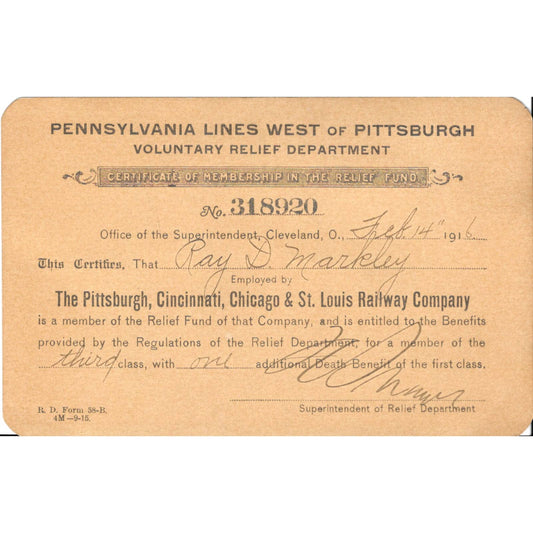 PENNSYLVANIA LINES WEST OF PITTSBURGH
VOLUNTARY RELIEF DEPARTMENT
CERTIFICATE OF MEMBERSHIP IN THE RELIEF FUND
No. 318920
Office of the Superintendent, Cleveland, O., Feb. 14" 1916
This Certifies, That Ray D. Markley
Employed by
The Pittsburgh, Cincinnati, Chicago & St. Louis Railway Company
is a member of the Relief Fund of that Company, and is entitled to the Benefits
provided by the Regulations of the Relief Department, for a member of the
third class, with one additional Death Benefit of the first class.
Superintendent of Relief Department
R. D. Form 58-B.
4M—9-15.